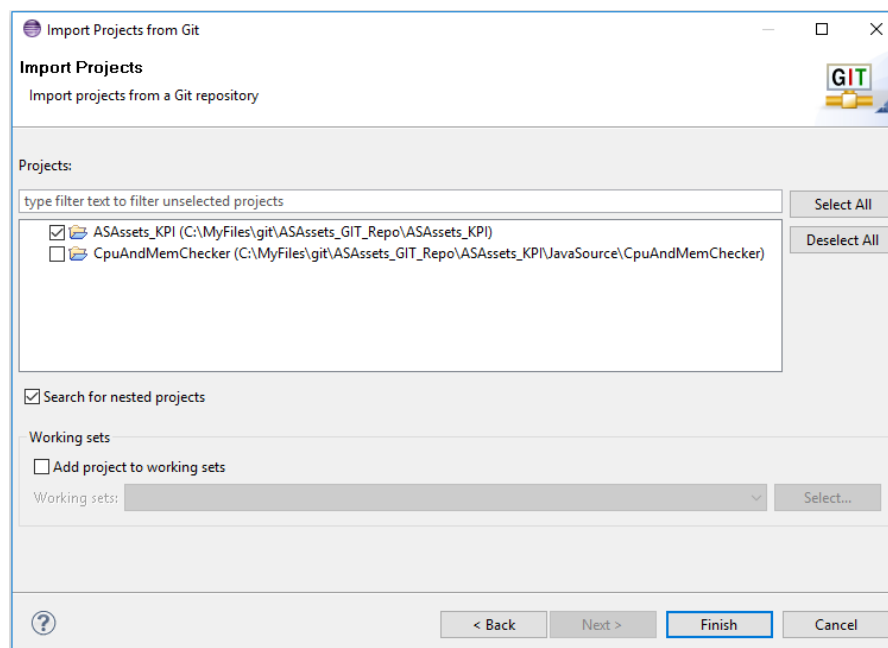 Import Projects from Git
Import Projects
Import projects from a Git repository
GIT
Projects:
type filter text to filter unselected projects
Select All
ASAssets_KPI (C:\MyFiles\git\ASAssets_GIT_Repo\ASAssets_KPI)
Deselect All
CpuAndMemChecker (C:\MyFiles\git\ASAssets_GIT_Repo\ASAssets_KPI\JavaSource\CpuAndMemChecker)
Search for nested projects
Working sets
Add project to working sets
Working sets:
Select...
?
< Back
Next >
Finish
Cancel